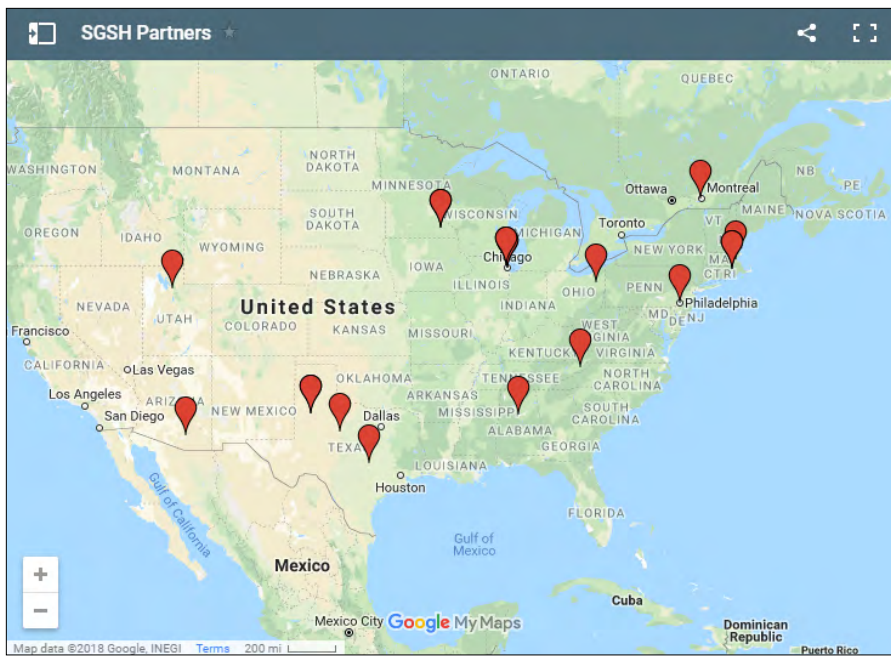 SGSH Partners
ONTARIO
QUEBEC
WASHINGTON
MONTANA
NORTH
DAKOTA
MINNESOTA
Ottawa
Montreal
NB
PE
MAINE
NOVA SCOTIA
VT
OREGON
IDAHO
WYOMING
SOUTH
DAKOTA
WISCONSIN
MICHIGAN
Toronto
NEW YORK
MA
CT RI
IOWA
Chicago
NEBRASKA
ILLINOIS
INDIANA
OHIO
PENN
Philadelphia
MD
DE NJ
NEVADA
UTAH
COLORADO
United States
KANSAS
MISSOURI
WEST
VIRGINIA
KENTUCKY
VIRGINIA
Francisco
CALIFORNIA
Las Vegas
Los Angeles
San Diego
ARIZONA
NEW MEXICO
OKLAHOMA
ARKANSAS
TENNESSEE
NORTH
CAROLINA
SOUTH
CAROLINA
MISSISSIPPI
ALABAMA
GEORGIA
Dallas
TEXAS
LOUISIANA
Houston
FLORIDA
Gulf of California
Gulf of
Mexico
Mexico
Mexico City
Cuba
Dominican
Republic
Puerto Rico
+
−
Google My Maps
Map data ©2018 Google, INEGI Terms 200 mi